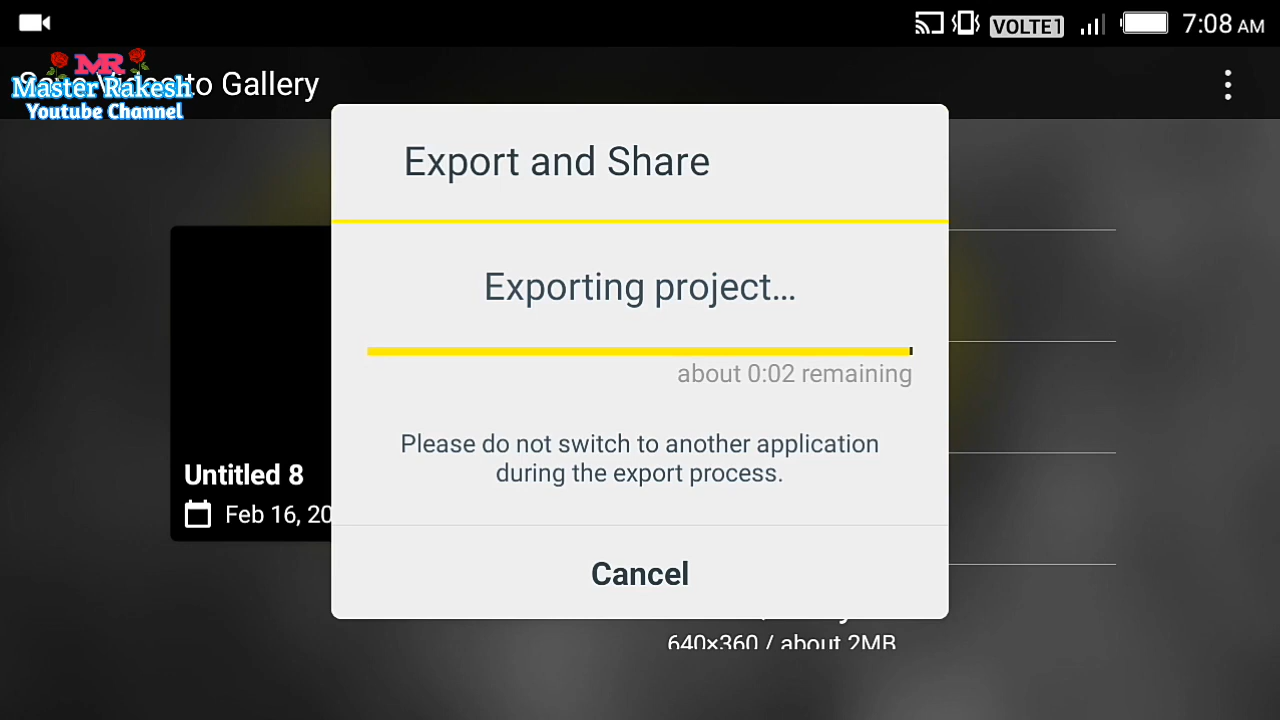 VOLTE1
7:08 AM
MR
Master Rakesh
Youtube Channel
to Gallery
Export and Share
Exporting project...
about 0:02 remaining
Please do not switch to another application
during the export process.
Untitled 8
Feb 16, 20
Cancel
640x360 / about 2MB